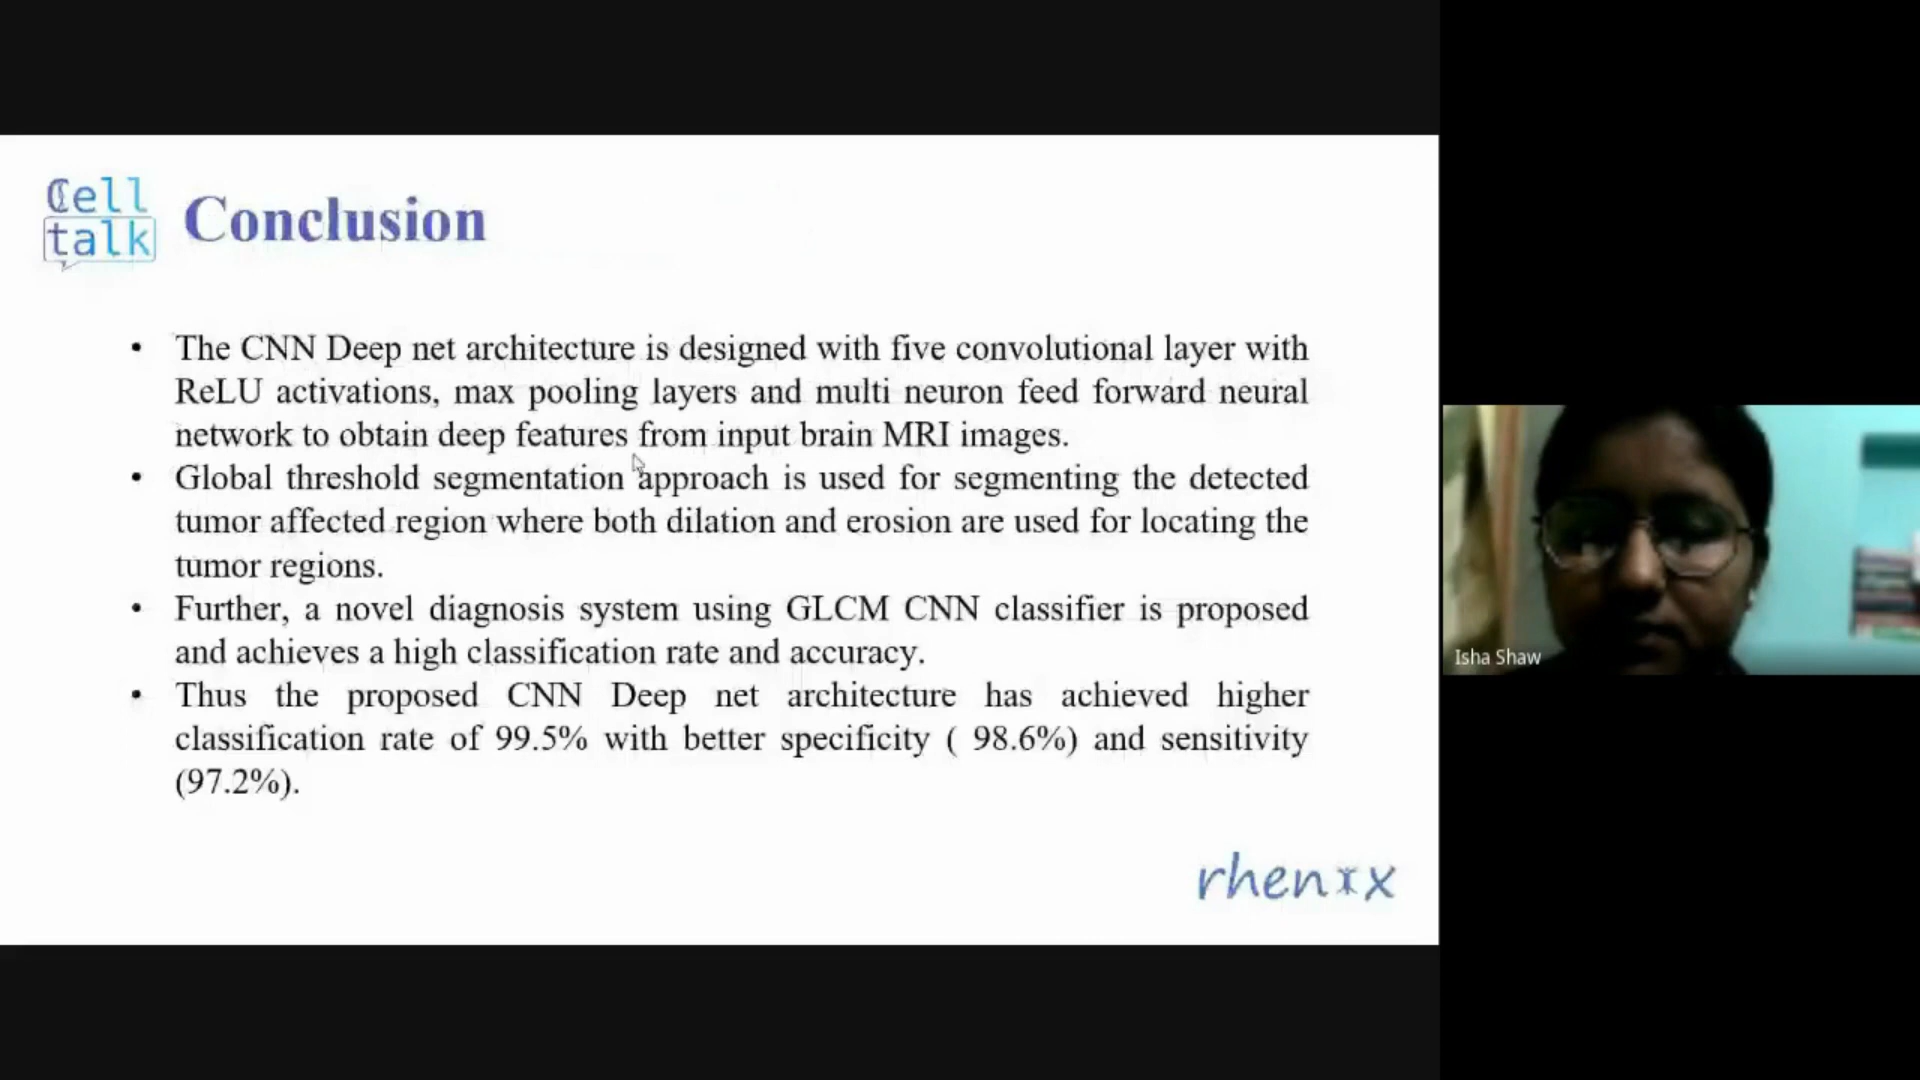 Cell
talk
Conclusion
• The CNN Deep net architecture is designed with five convolutional layer with
ReLU activations, max pooling layers and multi neuron feed forward neural
network to obtain deep features from input brain MRI images.
• Global threshold segmentation approach is used for segmenting the detected
tumor affected region where both dilation and erosion are used for locating the
tumor regions.
• Further, a novel diagnosis system using GLCM CNN classifier is proposed
and achieves a high classification rate and accuracy.
• Thus the proposed CNN Deep net architecture has achieved higher
classification rate of 99.5% with better specificity ( 98.6%) and sensitivity
(97.2%).
rhenix
Isha Shaw